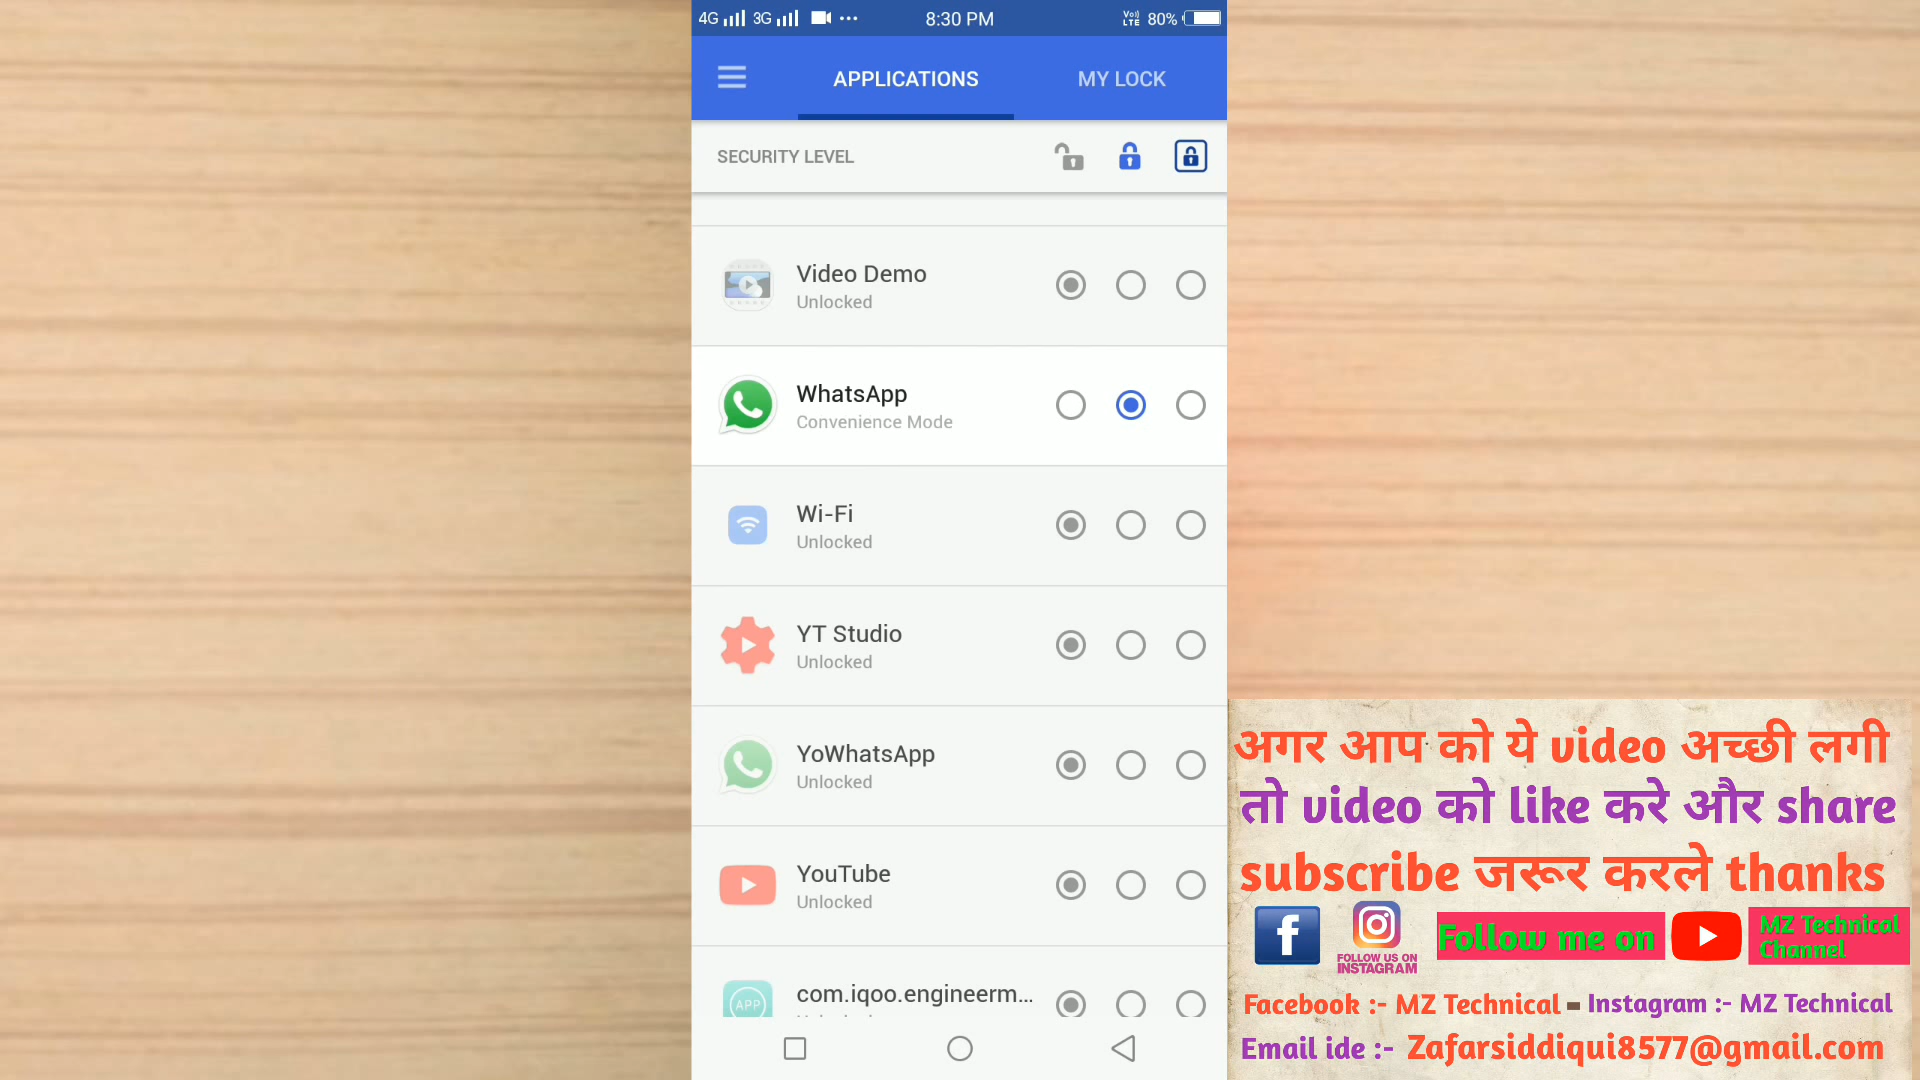 4G 3G 8:30 PM Vo)) LTE 80%
APPLICATIONS MY LOCK
SECURITY LEVEL
Video Demo
Unlocked
WhatsApp
Convenience Mode
Wi-Fi
Unlocked
YT Studio
Unlocked
YoWhatsApp
Unlocked
YouTube
Unlocked
APP com.iqoo.engineerm...
अगर आप को ये video अच्छी लगी
तो video को like करे और share
subscribe जरूर करले thanks
f
FOLLOW US ON
INSTAGRAM
Follow me on
MZ Technical
Channel
Facebook :- MZ Technical - Instagram :- MZ Technical
Email ide :- Zafarsiddiqui8577@gmail.com